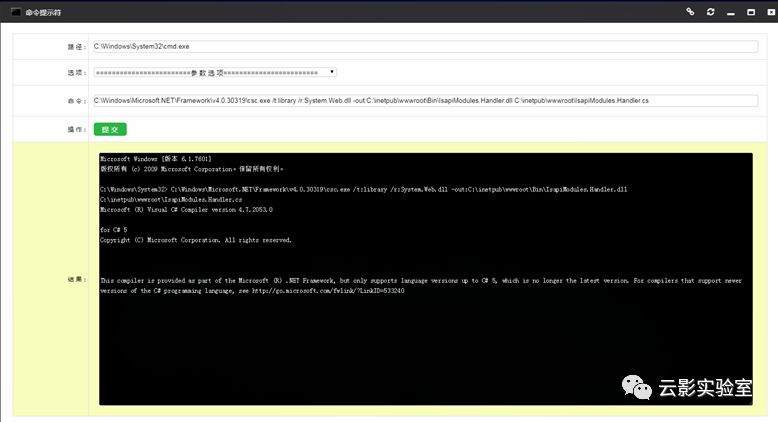 命令提示符
路径：
C:\Windows\System32\cmd.exe
选项：
========================参数选项========================
命令：
C:\Windows\Microsoft.NET\Framework\v4.0.30319\csc.exe /t:library /r:System.Web.dll -out:C:\inetpub\wwwroot\Bin\IsapiModules.Handler.dll C:\inetpub\wwwroot\IsapiModules.Handler.cs
操作：
提 交
结果：
Microsoft Windows [版本 6.1.7601]
版权所有 (c) 2009 Microsoft Corporation。保留所有权利。
C:\Windows\System32> C:\Windows\Microsoft.NET\Framework\v4.0.30319\csc.exe /t:library /r:System.Web.dll -out:C:\inetpub\wwwroot\Bin\IsapiModules.Handler.dll
C:\inetpub\wwwroot\IsapiModules.Handler.cs
Microsoft (R) Visual C# Compiler version 4.7.2053.0
for C# 5
Copyright (C) Microsoft Corporation. All rights reserved.
This compiler is provided as part of the Microsoft (R) .NET Framework, but only supports language versions up to C# 5, which is no longer the latest version. For compilers that support newer
versions of the C# programming language, see http://go.microsoft.com/fwlink/?LinkID=533240
云影实验室